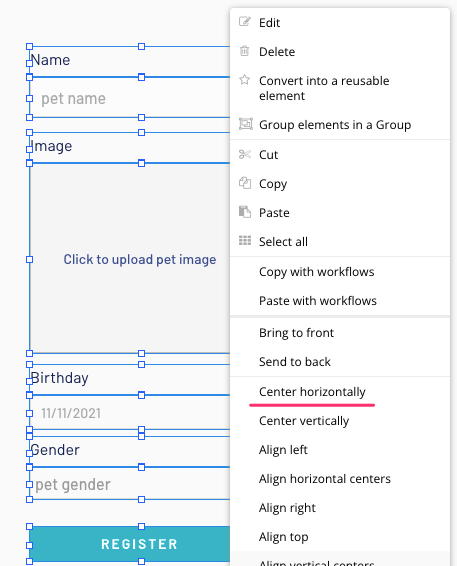 Name
pet name
Image
Click to upload pet image
Birthday
11/11/2021
Gender
pet gender
REGISTER
Edit
Delete
Convert into a reusable
element
Group elements in a Group
Cut
Copy
Paste
Select all
Copy with workflows
Paste with workflows
Bring to front
Send to back
Center horizontally
Center vertically
Align left
Align horizontal centers
Align right
Align top
Align vertical centers